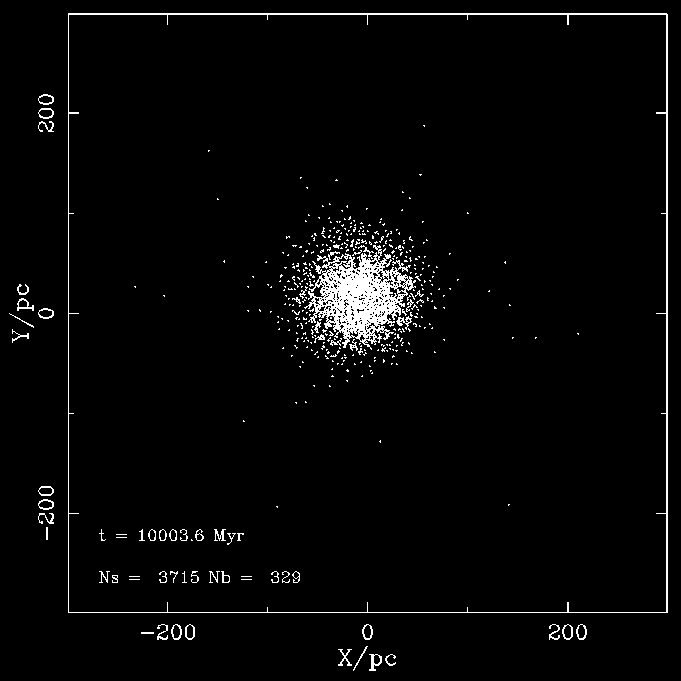 200
0
-200
Y/pc
t = 10003.6 Myr
Ns =  3715 Nb =  329
-200 0 200
X/pc